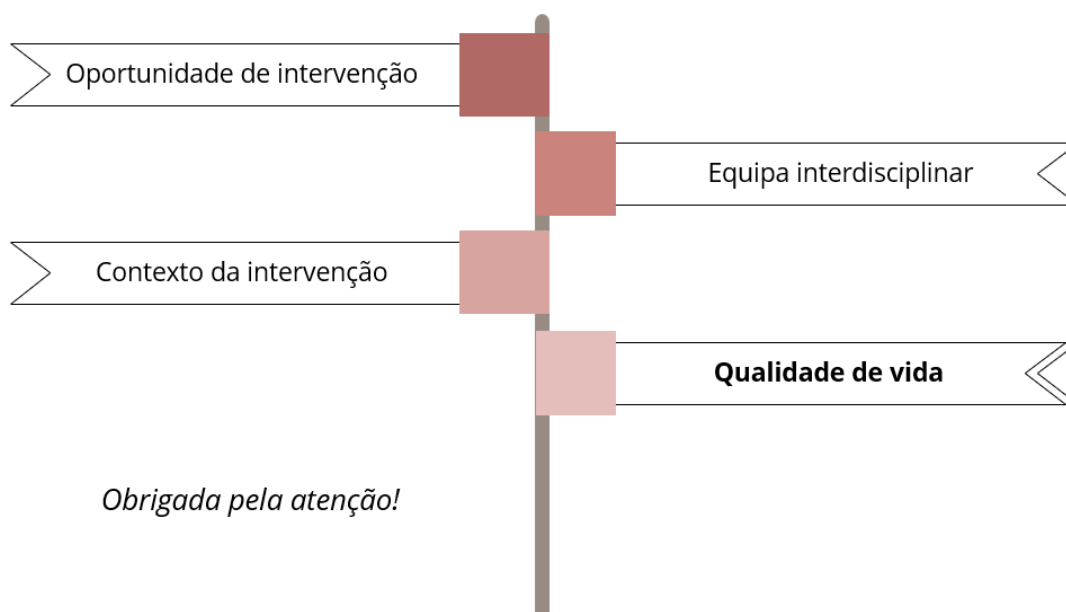 Oportunidade de intervenção
Equipa interdisciplinar
Contexto da intervenção
Qualidade de vida
Obrigada pela atenção!